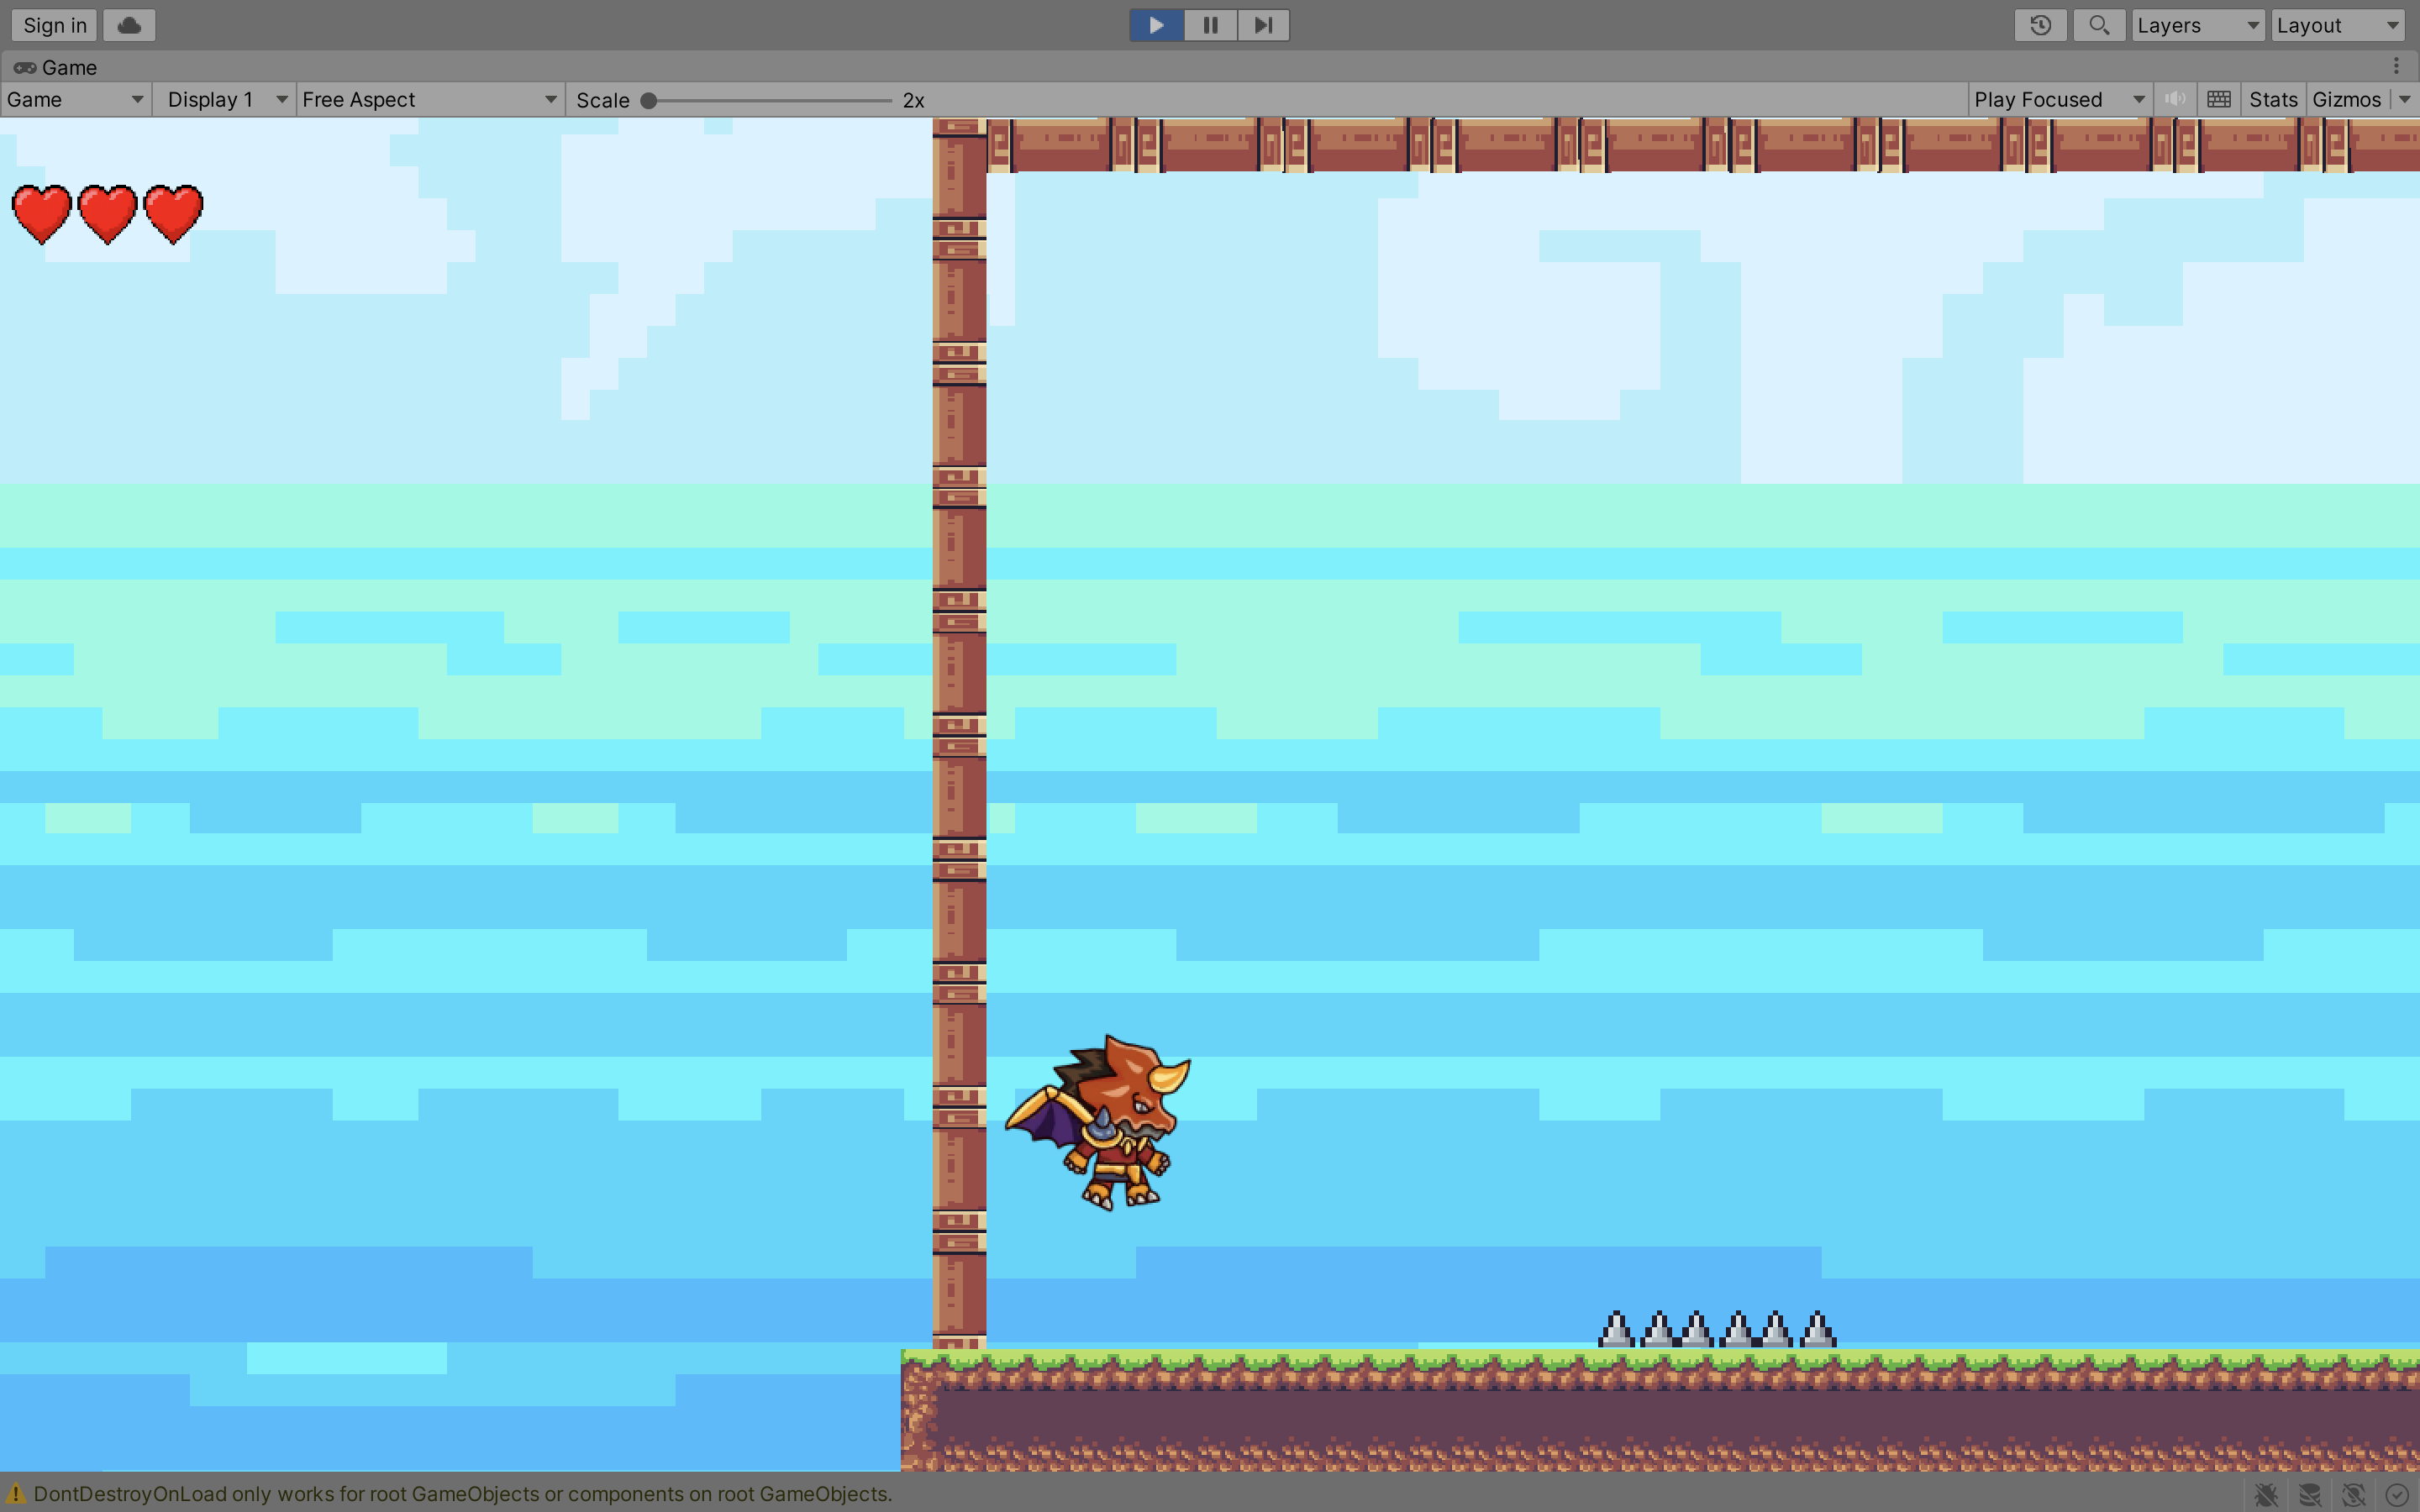 Sign in
Layers
Layout
Game
Game
Display 1
Free Aspect
Scale
2x
Play Focused
Stats
Gizmos
DontDestroyOnLoad only works for root GameObjects or components on root GameObjects.